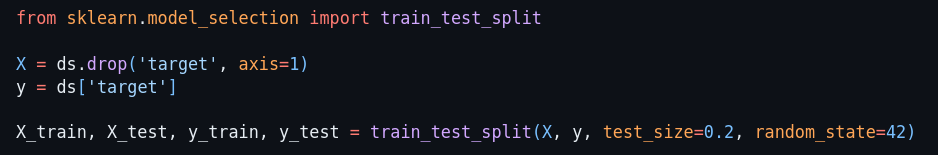 from sklearn.model_selection import train_test_split
X = ds.drop('target', axis=1)
y = ds['target']
X_train, X_test, y_train, y_test = train_test_split(X, y, test_size=0.2, random_state=42)